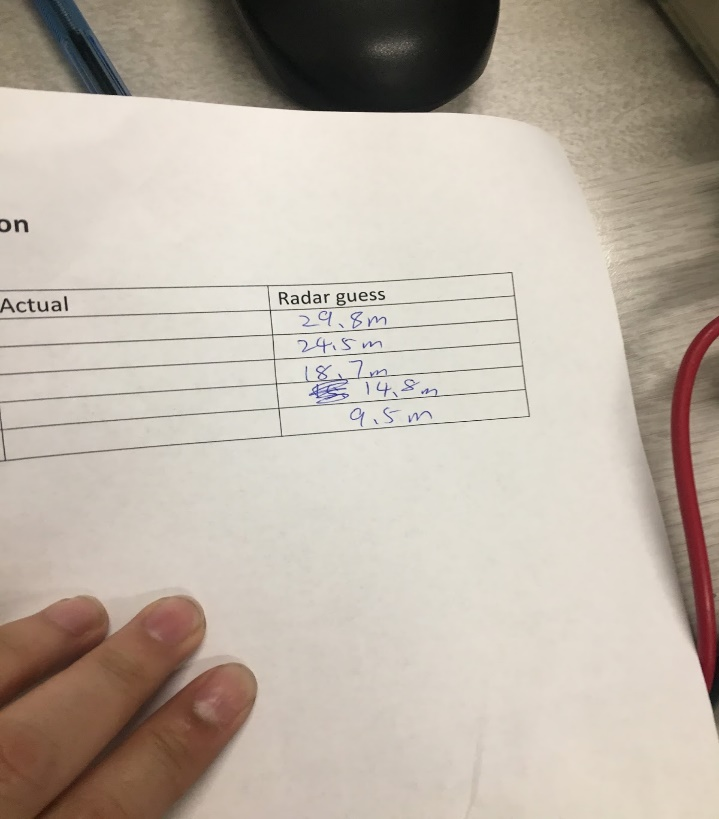 on
Actual Radar guess
29.8m
24.5m
18.7m
14.8m
9.5m